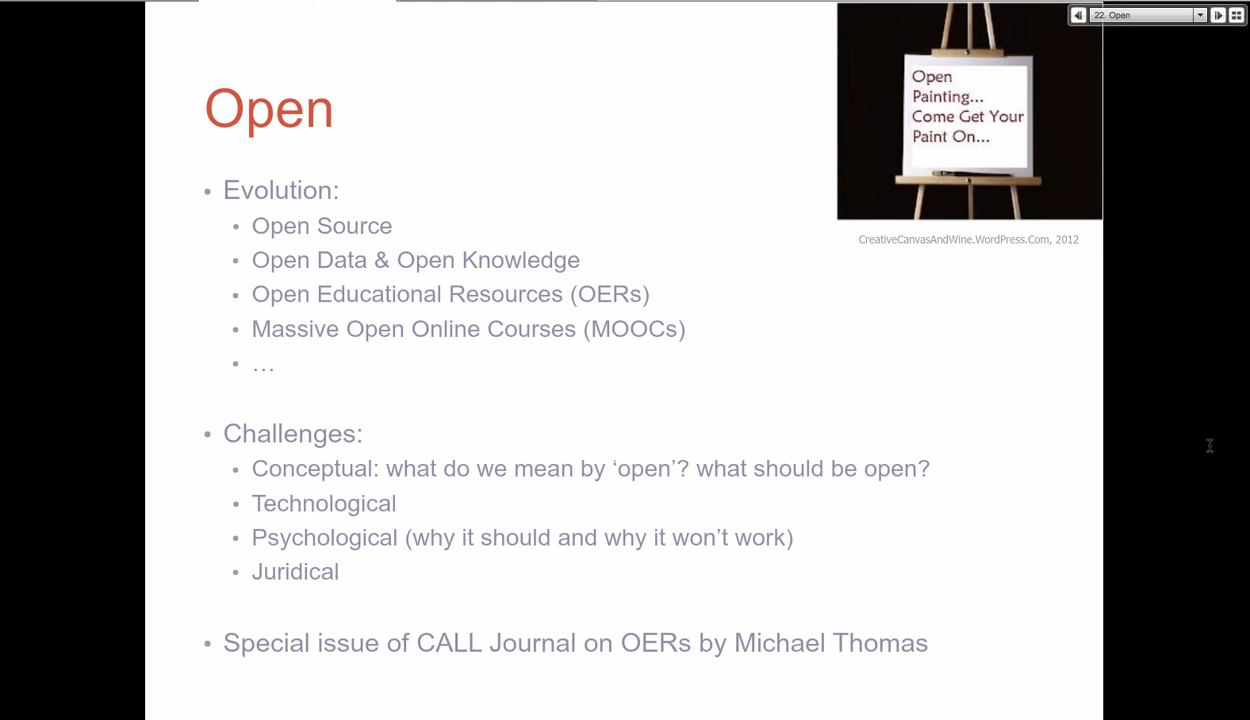 22. Open
Open
Painting...
Come Get Your
Paint On...
CreativeCanvasAndWine.WordPress.Com, 2012
Open
• Evolution:
• Open Source
• Open Data & Open Knowledge
• Open Educational Resources (OERs)
• Massive Open Online Courses (MOOCs)
• …
• Challenges:
• Conceptual: what do we mean by ‘open’? what should be open?
• Technological
• Psychological (why it should and why it won’t work)
• Juridical
• Special issue of CALL Journal on OERs by Michael Thomas